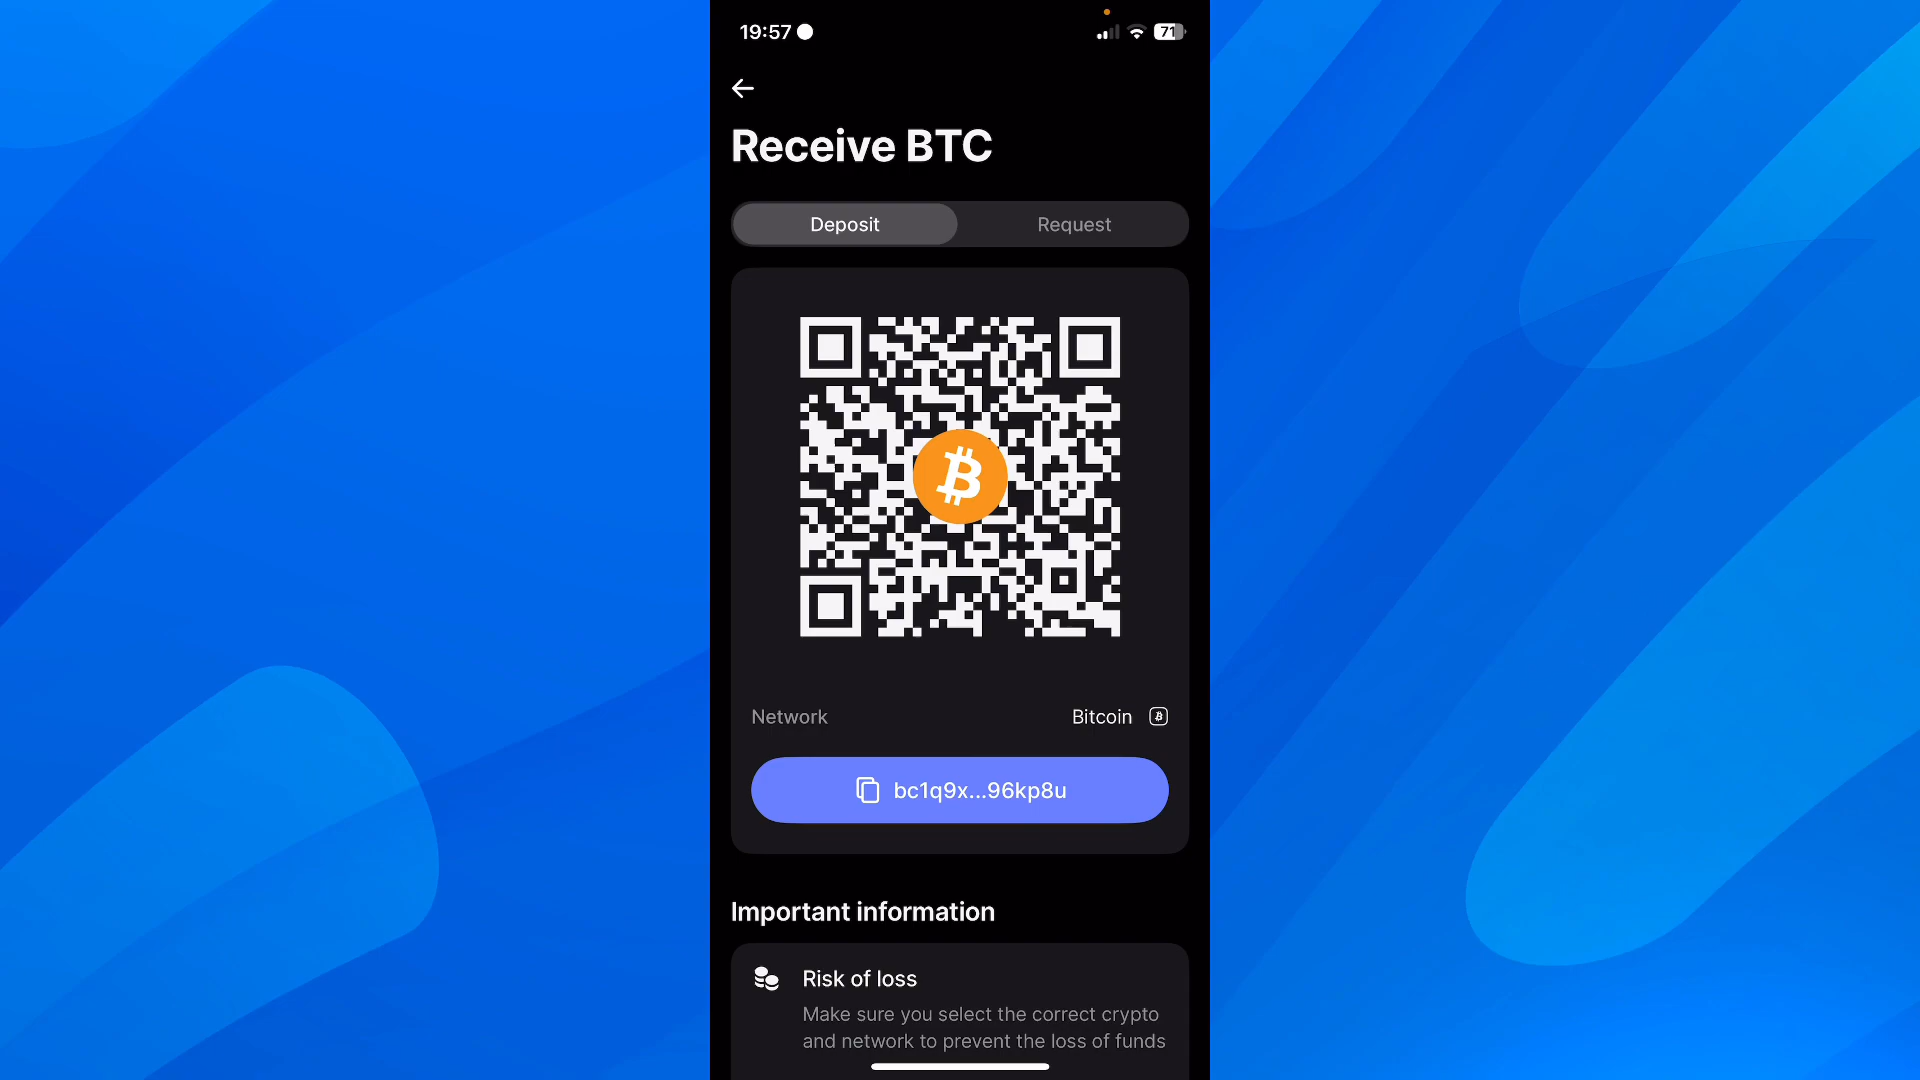 19:57
71
Receive BTC
Deposit
Request
Network
Bitcoin
bc1q9x...96kp8u
Important information
Risk of loss
Make sure you select the correct crypto
and network to prevent the loss of funds